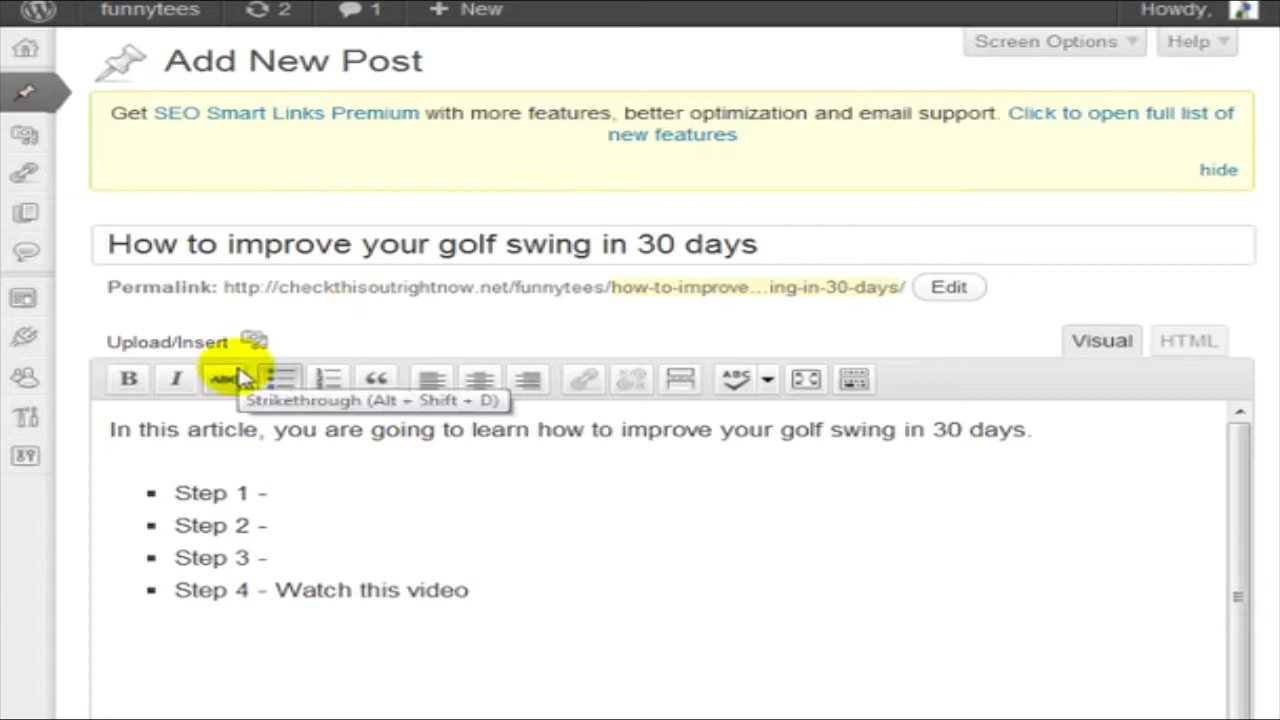 funnytees 2 1 + New Howdy,
Screen Options Help
Add New Post
Get SEO Smart Links Premium with more features, better optimization and email support. Click to open full list of
new features
hide
How to improve your golf swing in 30 days
Permalink: http://checkthisoutrightnow.net/funnytees/how-to-improve...ing-in-30-days/ Edit
Upload/Insert Visual HTML
B I ABC ABC
Strikethrough (Alt + Shift + D)
In this article, you are going to learn how to improve your golf swing in 30 days.
Step 1 -
Step 2 -
Step 3 -
Step 4 - Watch this video